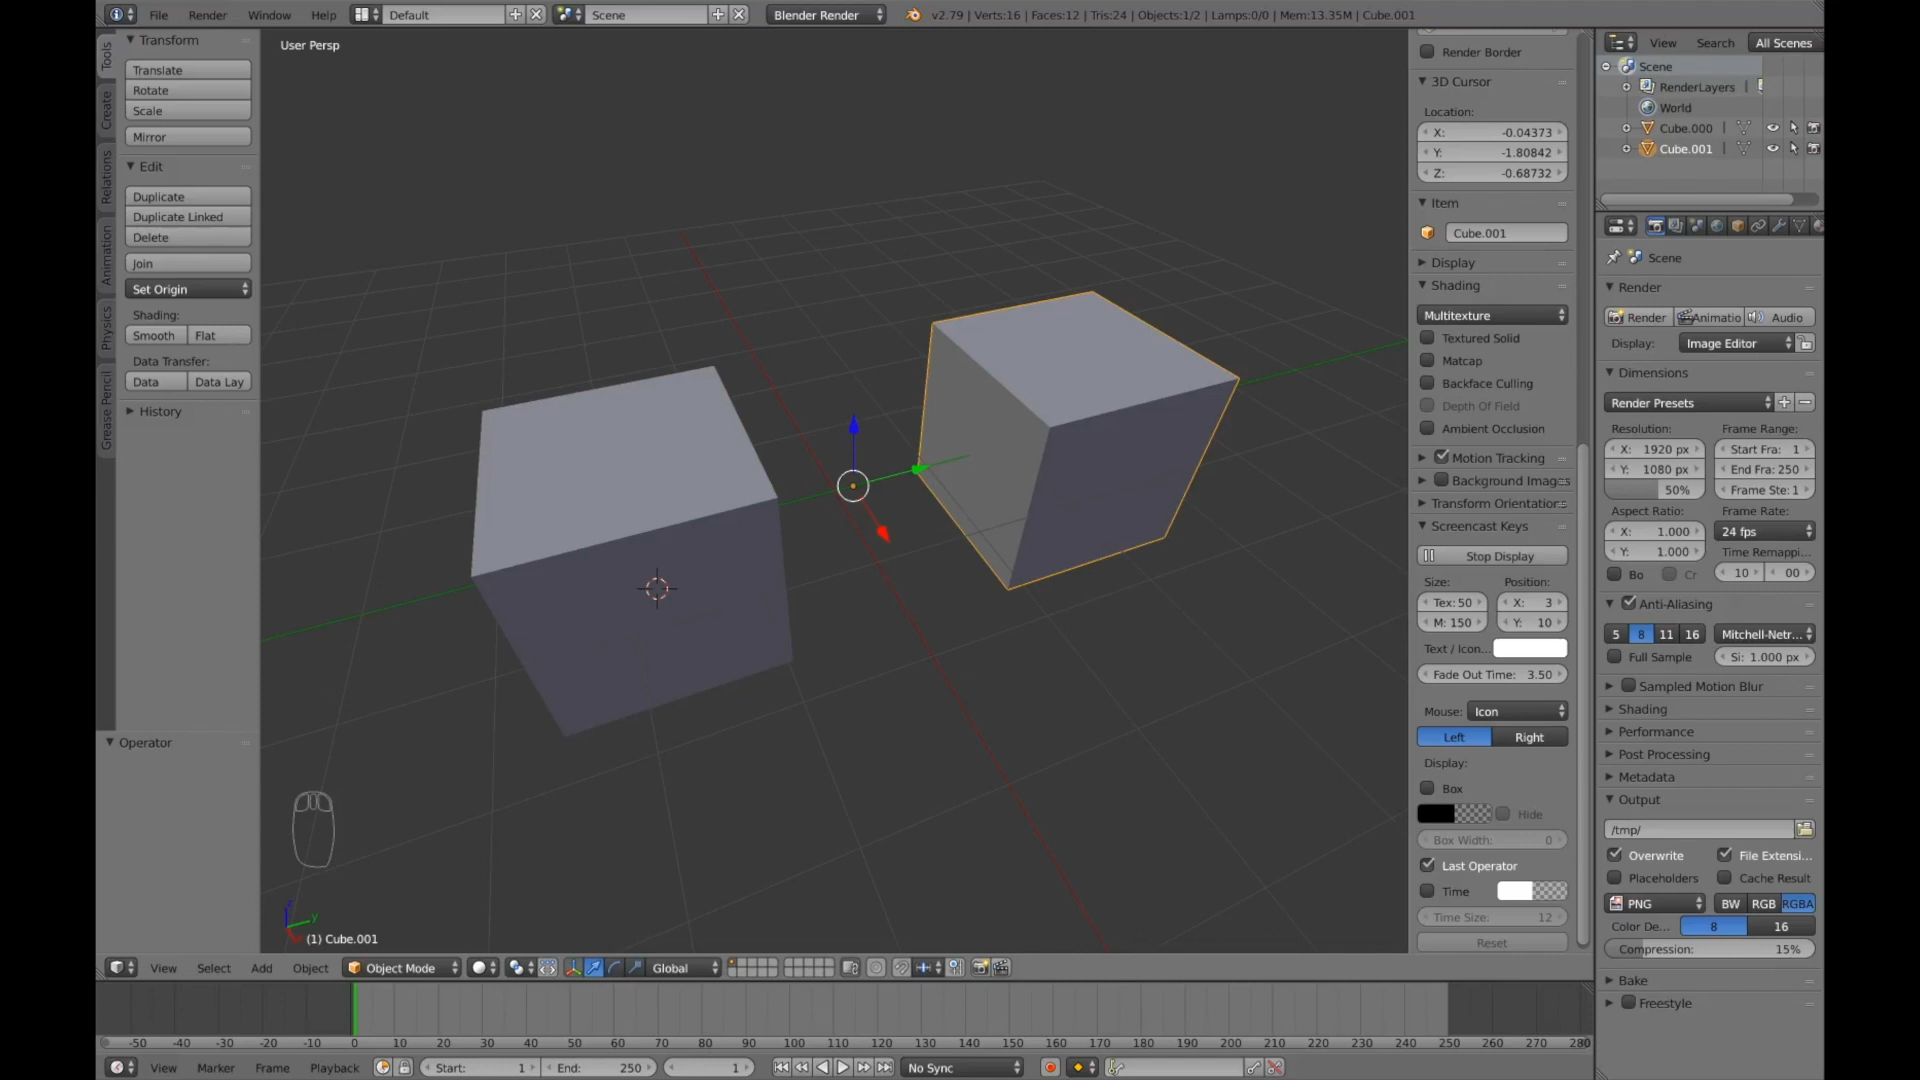 File Render Window Help Default Scene Blender Render v2.79 | Verts:16 | Faces:12 | Tris:24 | Objects:1/2 | Lamps:0/0 | Mem:13.35M | Cube.001
Tools
Create
Relations
Animation
Physics
Grease Pencil
Transform
Translate
Rotate
Scale
Mirror
Edit
Duplicate
Duplicate Linked
Delete
Join
Set Origin
Shading:
Smooth Flat
Data Transfer:
Data Data Lay
History
Operator
User Persp
(1) Cube.001
Render Border
3D Cursor
Location:
X: -0.04373
Y: -1.80842
Z: -0.68732
Item
Cube.001
Display
Shading
Multitexture
Textured Solid
Matcap
Backface Culling
Depth Of Field
Ambient Occlusion
Motion Tracking
Background Images
Transform Orientations
Screencast Keys
Stop Display
Size: Position:
Tex: 50 X: 3
M: 150 Y: 10
Text / Icon...
Fade Out Time: 3.50
Mouse: Icon
Left Right
Display:
Box
Hide
Box Width: 0
Last Operator
Time
Time Size: 12
Reset
View Search All Scenes
Scene
RenderLayers
World
Cube.000
Cube.001
Scene
Render
Render Animatio Audio
Display: Image Editor
Dimensions
Render Presets
Resolution: Frame Range:
X: 1920 px Start Fra: 1
Y: 1080 px End Fra: 250
50% Frame Ste: 1
Aspect Ratio: Frame Rate:
X: 1.000 24 fps
Y: 1.000 Time Remappi...
Bo Cr 10 00
Anti-Aliasing
5 8 11 16 Mitchell-Netr...
Full Sample Si: 1.000 px
Sampled Motion Blur
Shading
Performance
Post Processing
Metadata
Output
/tmp/
Overwrite File Extensi...
Placeholders Cache Result
PNG BW RGB RGBA
Color De... 8 16
Compression: 15%
Bake
Freestyle
View Select Add Object Object Mode Global
-50 -40 -30 -20 -10 0 10 20 30 40 50 60 70 80 90 100 110 120 130 140 150 160 170 180 190 200 210 220 230 240 250 260 270 280
View Marker Frame Playback Start: 1 End: 250 1 No Sync